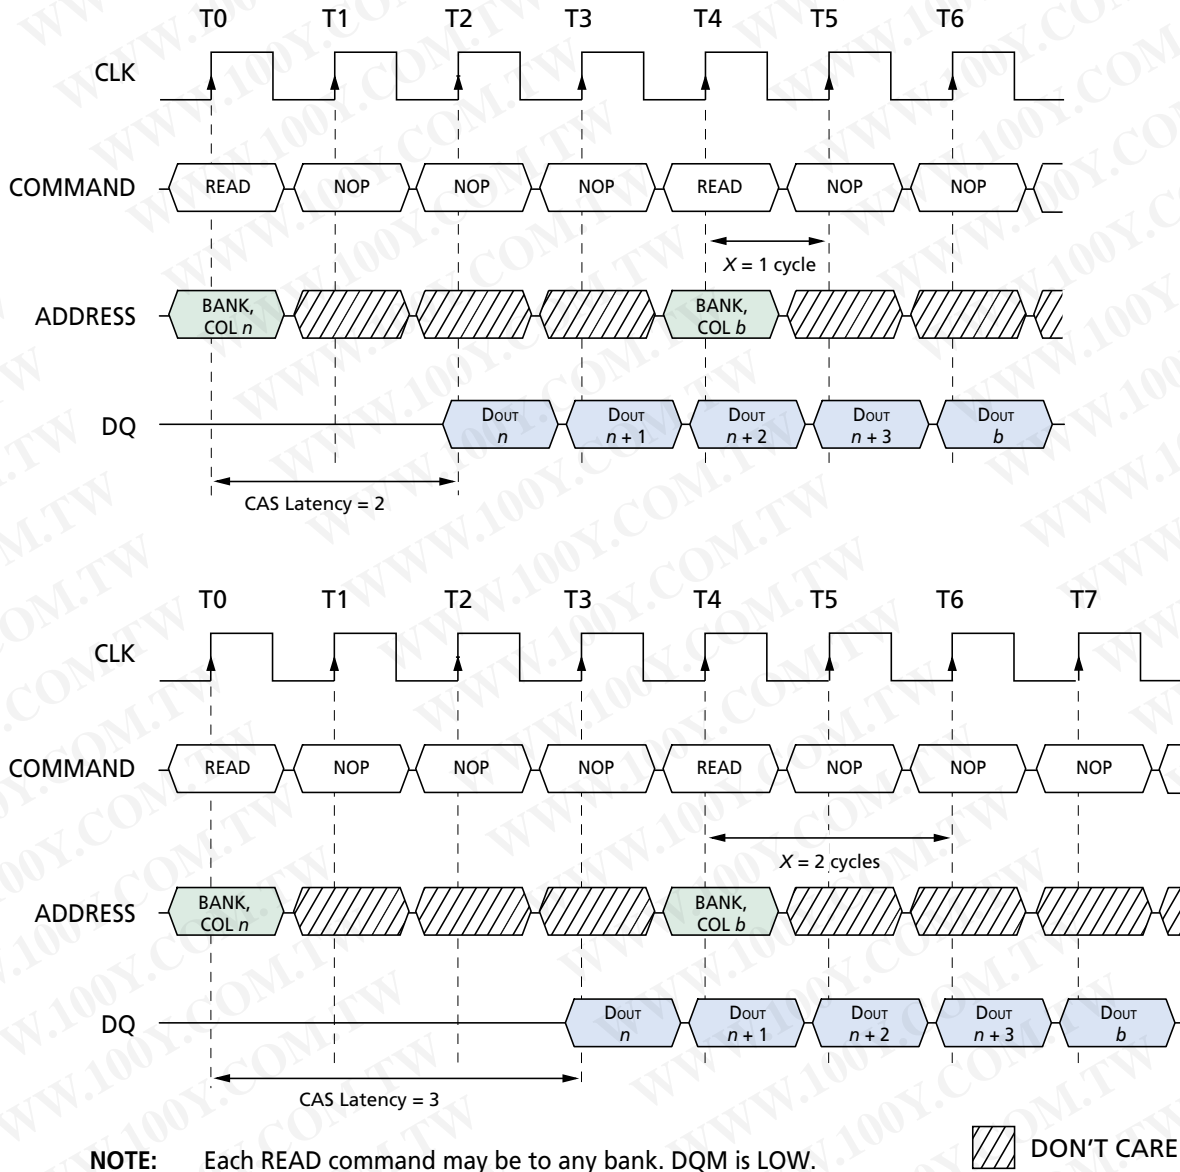 T0 T1 T2 T3 T4 T5 T6
CLK
COMMAND READ NOP NOP NOP READ NOP NOP
X = 1 cycle
ADDRESS BANK, COL n BANK, COL b
DQ DOUT n DOUT n + 1 DOUT n + 2 DOUT n + 3 DOUT b
CAS Latency = 2
T0 T1 T2 T3 T4 T5 T6 T7
CLK
COMMAND READ NOP NOP NOP READ NOP NOP NOP
X = 2 cycles
ADDRESS BANK, COL n BANK, COL b
DQ DOUT n DOUT n + 1 DOUT n + 2 DOUT n + 3 DOUT b
CAS Latency = 3
DON'T CARE
NOTE: Each READ command may be to any bank. DQM is LOW.
WWW.100Y.COM.TW